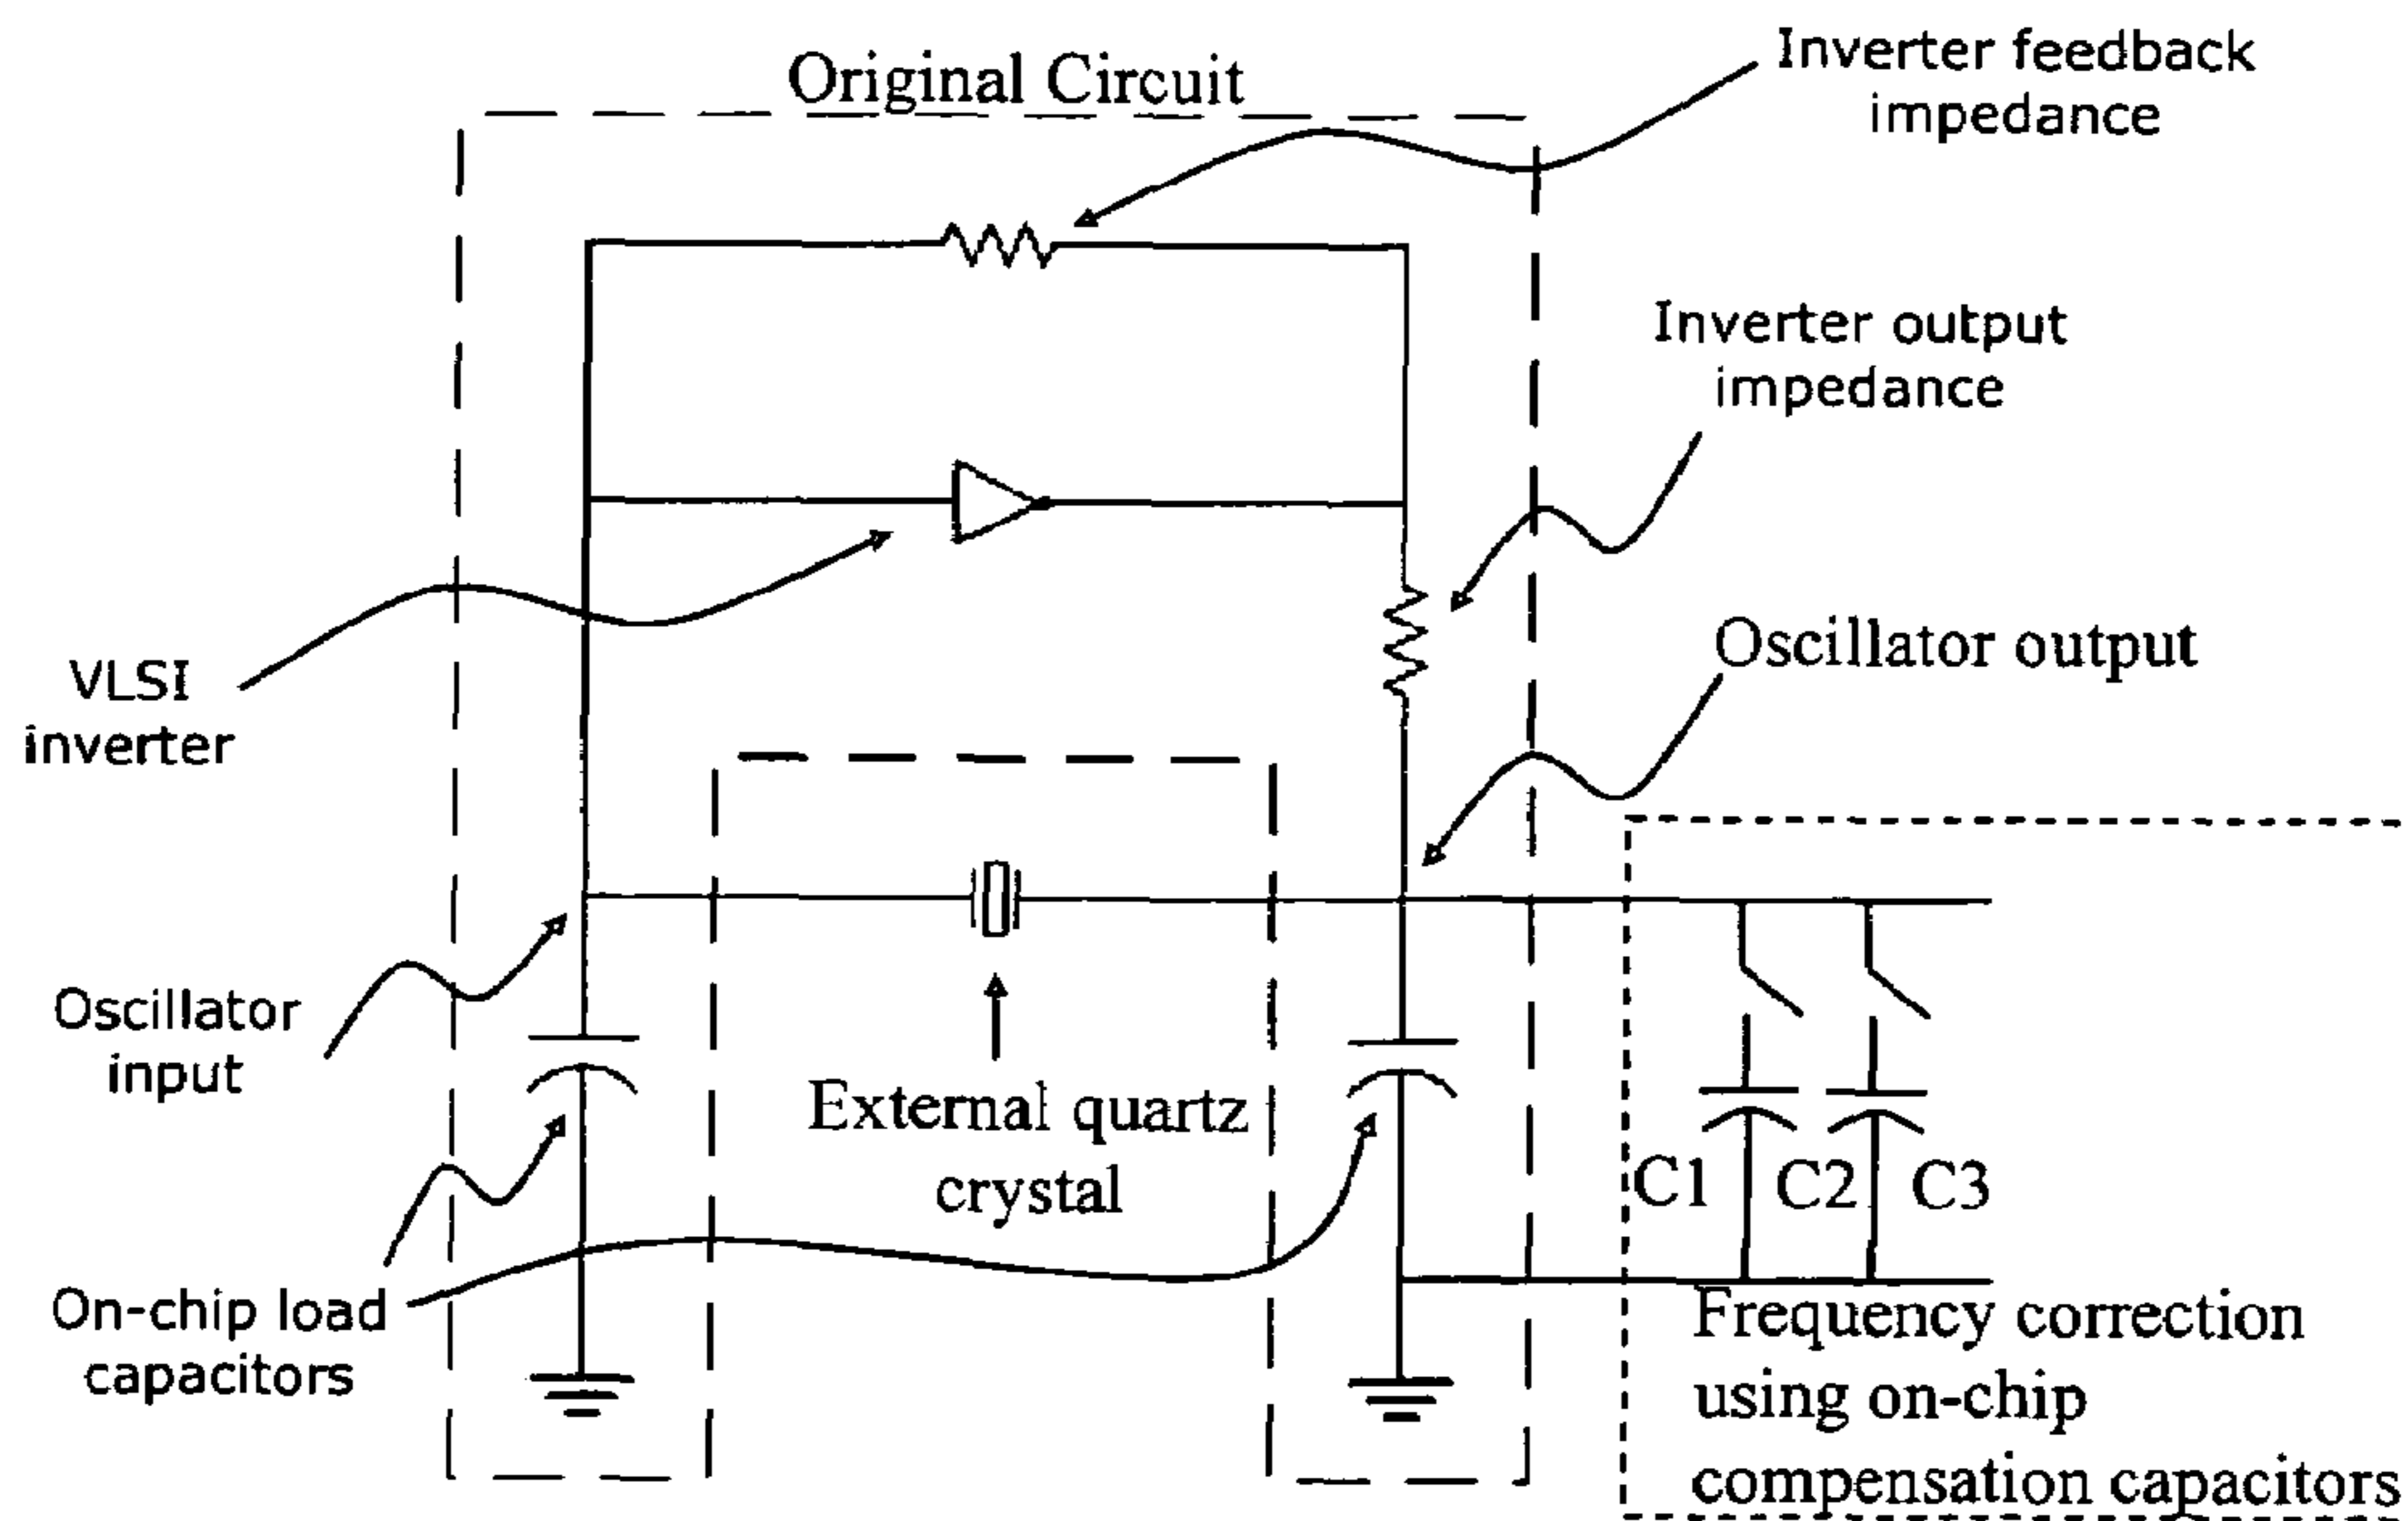 Original Circuit
Inverter feedback
impedance
Inverter output
impedance
Oscillator output
VLSI
inverter
Oscillator
input
External quartz
crystal
C1 C2 C3
On-chip load
capacitors
Frequency correction
using on-chip
compensation capacitors